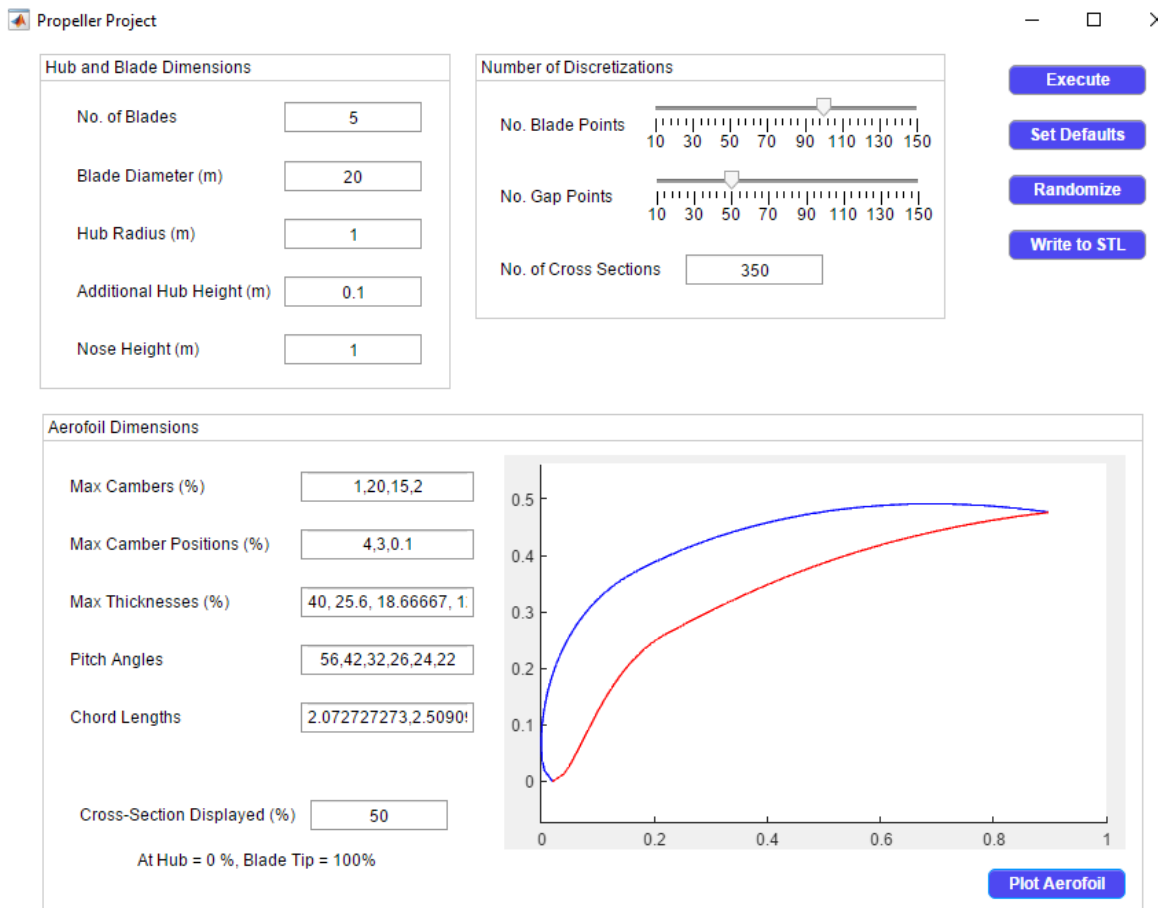 Propeller Project
Hub and Blade Dimensions
No. of Blades 5
Blade Diameter (m) 20
Hub Radius (m) 1
Additional Hub Height (m) 0.1
Nose Height (m) 1
Number of Discretizations
No. Blade Points
10 30 50 70 90 110 130 150
No. Gap Points
10 30 50 70 90 110 130 150
No. of Cross Sections 350
Execute
Set Defaults
Randomize
Write to STL
Aerofoil Dimensions
Max Cambers (%) 1,20,15,2
Max Camber Positions (%) 4,3,0.1
Max Thicknesses (%) 40, 25.6, 18.66667, 1
Pitch Angles 56,42,32,26,24,22
Chord Lengths 2.072727273,2.5090
Cross-Section Displayed (%) 50
At Hub = 0 %, Blade Tip = 100%
0.5
0.4
0.3
0.2
0.1
0
0 0.2 0.4 0.6 0.8 1
Plot Aerofoil